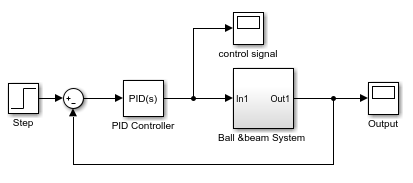 control signal
PID(s)
In1 Out1
Step
PID Controller
Ball &beam System
Output